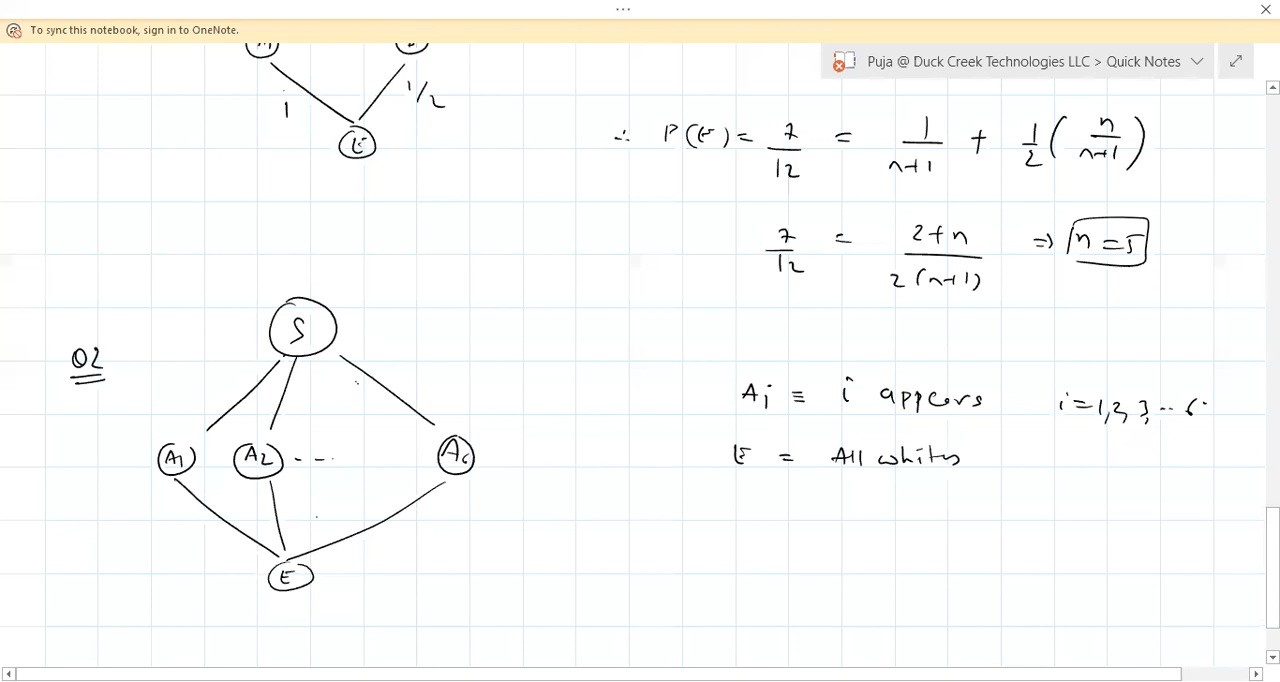 ...
To sync this notebook, sign in to OneNote.
Puja @ Duck Creek Technologies LLC > Quick Notes
1 1/2
E
∴ P(E) = 7/12 = 1/(n+1) + 1/2 (n/(n+1))
7/12 = (2+n)/(2(n+1)) ⇒ n = 5
Q2
S
Ai ≡ i appears i = 1, 2, 3, .. 6
A1 A2 - - - A6
E = All whites
E